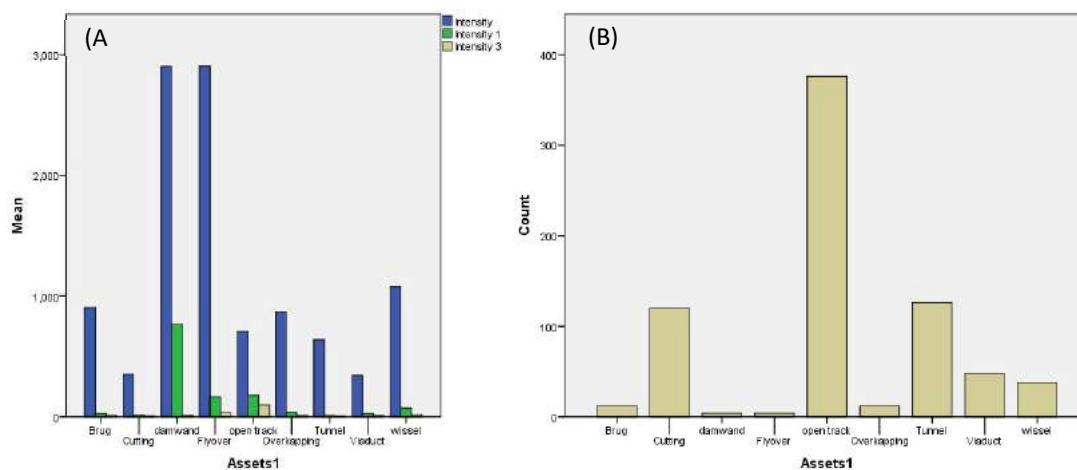 (A)
Intensity
Intensity 1
Intensity 3
3,000
2,000
1,000
0
Mean
Brug
Cutting
damwand
Flyover
open track
Overkapping
Tunnel
Viaduct
wissel
Assets1
(B)
400
300
200
100
0
Count
Brug
Cutting
damwand
Flyover
open track
Overkapping
Tunnel
Viaduct
wissel
Assets1